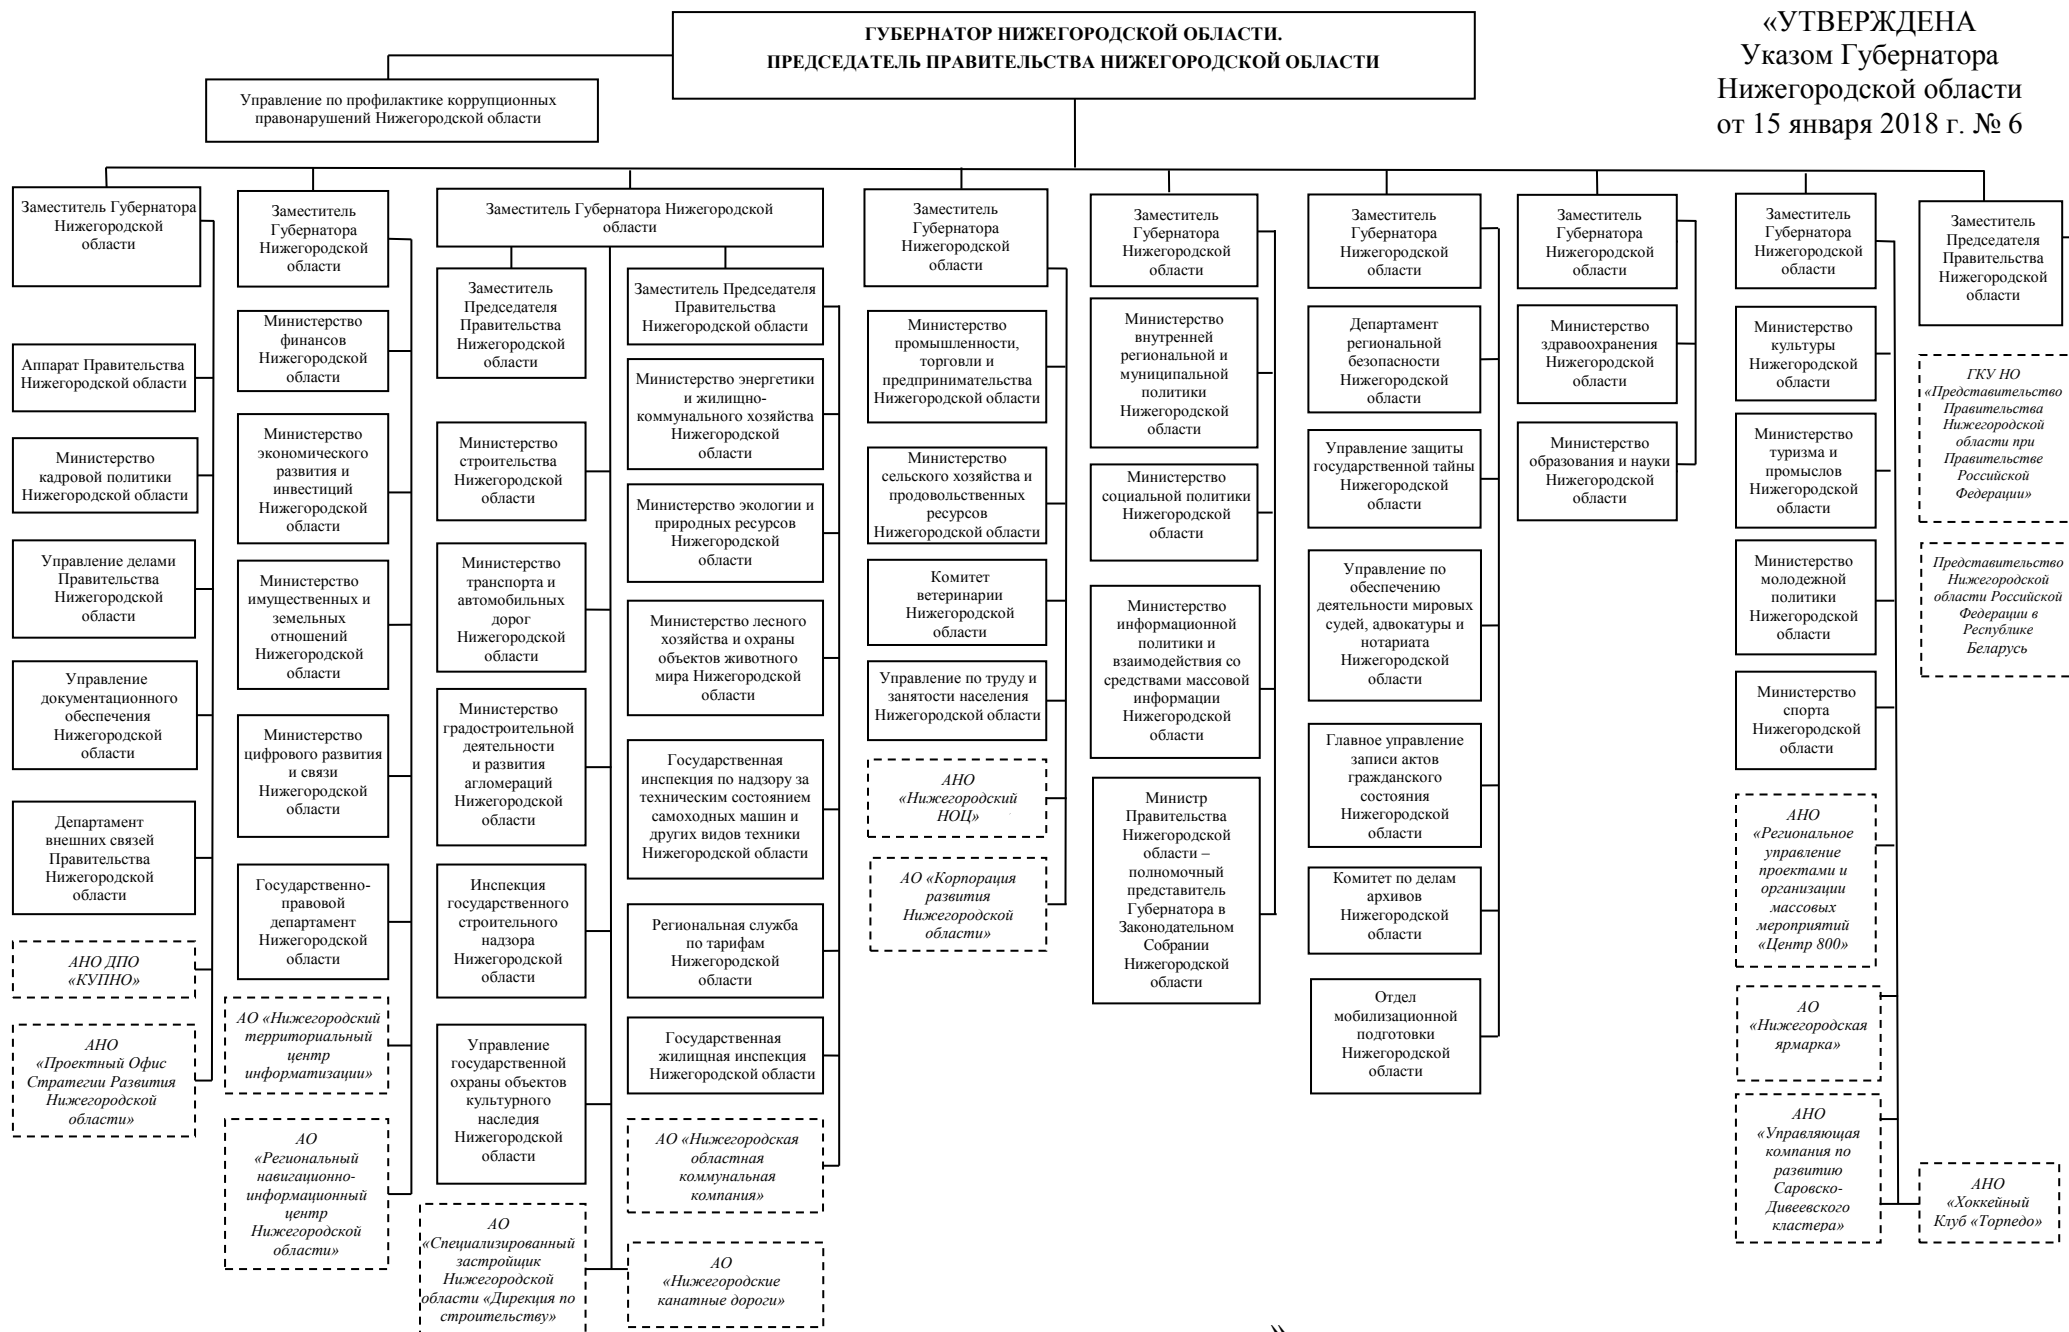 ГУБЕРНАТОР НИЖЕГОРОДСКОЙ ОБЛАСТИ.
ПРЕДСЕДАТЕЛЬ ПРАВИТЕЛЬСТВА НИЖЕГОРОДСКОЙ ОБЛАСТИ
«УТВЕРЖДЕНА
Указом Губернатора
Нижегородской области
от 15 января 2018 г. № 6
Управление по профилактике коррупционных
правонарушений Нижегородской области
Заместитель Губернатора
Нижегородской
области
Аппарат Правительства
Нижегородской области
Министерство
кадровой политики
Нижегородской области
Управление делами
Правительства
Нижегородской
области
Управление
документационного
обеспечения
Нижегородской
области
Департамент
внешних связей
Правительства
Нижегородской
области
АНО ДПО
«КУПНО»
АНО
«Проектный Офис
Стратегии Развития
Нижегородской
области»
Заместитель
Губернатора
Нижегородской
области
Министерство
финансов
Нижегородской
области
Министерство
экономического
развития и
инвестиций
Нижегородской
области
Министерство
имущественных и
земельных
отношений
Нижегородской
области
Министерство
цифрового развития
и связи
Нижегородской
области
Государственно-
правовой
департамент
Нижегородской
области
АО «Нижегородский
территориальный
центр
информатизации»
АО
«Региональный
навигационно-
информационный
центр
Нижегородской
области»
Заместитель Губернатора Нижегородской
области
Заместитель
Председателя
Правительства
Нижегородской
области
Министерство
строительства
Нижегородской
области
Министерство
транспорта и
автомобильных
дорог
Нижегородской
области
Министерство
градостроительной
деятельности
и развития
агломераций
Нижегородской
области
Инспекция
государственного
строительного
надзора
Нижегородской
области
Управление
государственной
охраны объектов
культурного
наследия
Нижегородской
области
АО
«Специализированный
застройщик
Нижегородской
области «Дирекция по
строительству»
Заместитель Председателя
Правительства
Нижегородской области
Министерство энергетики
и жилищно-
коммунального хозяйства
Нижегородской
области
Министерство экологии и
природных ресурсов
Нижегородской
области
Министерство лесного
хозяйства и охраны
объектов животного
мира Нижегородской
области
Государственная
инспекция по надзору за
техническим состоянием
самоходных машин и
других видов техники
Нижегородской области
Региональная служба
по тарифам
Нижегородской
области
Государственная
жилищная инспекция
Нижегородской области
АО «Нижегородская
областная
коммунальная
компания»
АО
«Нижегородские
канатные дороги»
Заместитель
Губернатора
Нижегородской
области
Министерство
промышленности,
торговли и
предпринимательства
Нижегородской области
Министерство
сельского хозяйства и
продовольственных
ресурсов
Нижегородской области
Комитет
ветеринарии
Нижегородской
области
Управление по труду и
занятости населения
Нижегородской области
АНО
«Нижегородский
НОЦ»
АО «Корпорация
развития
Нижегородской
области»
Заместитель
Губернатора
Нижегородской
области
Министерство
внутренней
региональной и
муниципальной
политики
Нижегородской
области
Министерство
социальной политики
Нижегородской
области
Министерство
информационной
политики и
взаимодействия со
средствами массовой
информации
Нижегородской
области
Министр
Правительства
Нижегородской
области –
полномочный
представитель
Губернатора в
Законодательном
Собрании
Нижегородской
области
Заместитель
Губернатора
Нижегородской
области
Департамент
региональной
безопасности
Нижегородской
области
Управление защиты
государственной тайны
Нижегородской
области
Управление по
обеспечению
деятельности мировых
судей, адвокатуры и
нотариата
Нижегородской
области
Главное управление
записи актов
гражданского
состояния
Нижегородской
области
Комитет по делам
архивов
Нижегородской
области
Отдел
мобилизационной
подготовки
Нижегородской
области
Заместитель
Губернатора
Нижегородской
области
Министерство
здравоохранения
Нижегородской
области
Министерство
образования и науки
Нижегородской
области
Заместитель
Губернатора
Нижегородской
области
Министерство
культуры
Нижегородской
области
Министерство
туризма и
промыслов
Нижегородской
области
Министерство
молодежной
политики
Нижегородской
области
Министерство
спорта
Нижегородской
области
АНО
«Региональное
управление
проектами и
организации
массовых
мероприятий
«Центр 800»
АО
«Нижегородская
ярмарка»
АНО
«Управляющая
компания по
развитию
Саровско-
Дивеевского
кластера»
АНО
«Хоккейный
Клуб «Торпедо»
Заместитель
Председателя
Правительства
Нижегородской
области
ГКУ НО
«Представительство
Правительства
Нижегородской
области при
Правительстве
Российской
Федерации»
Представительство
Нижегородской
области Российской
Федерации в
Республике
Беларусь
»